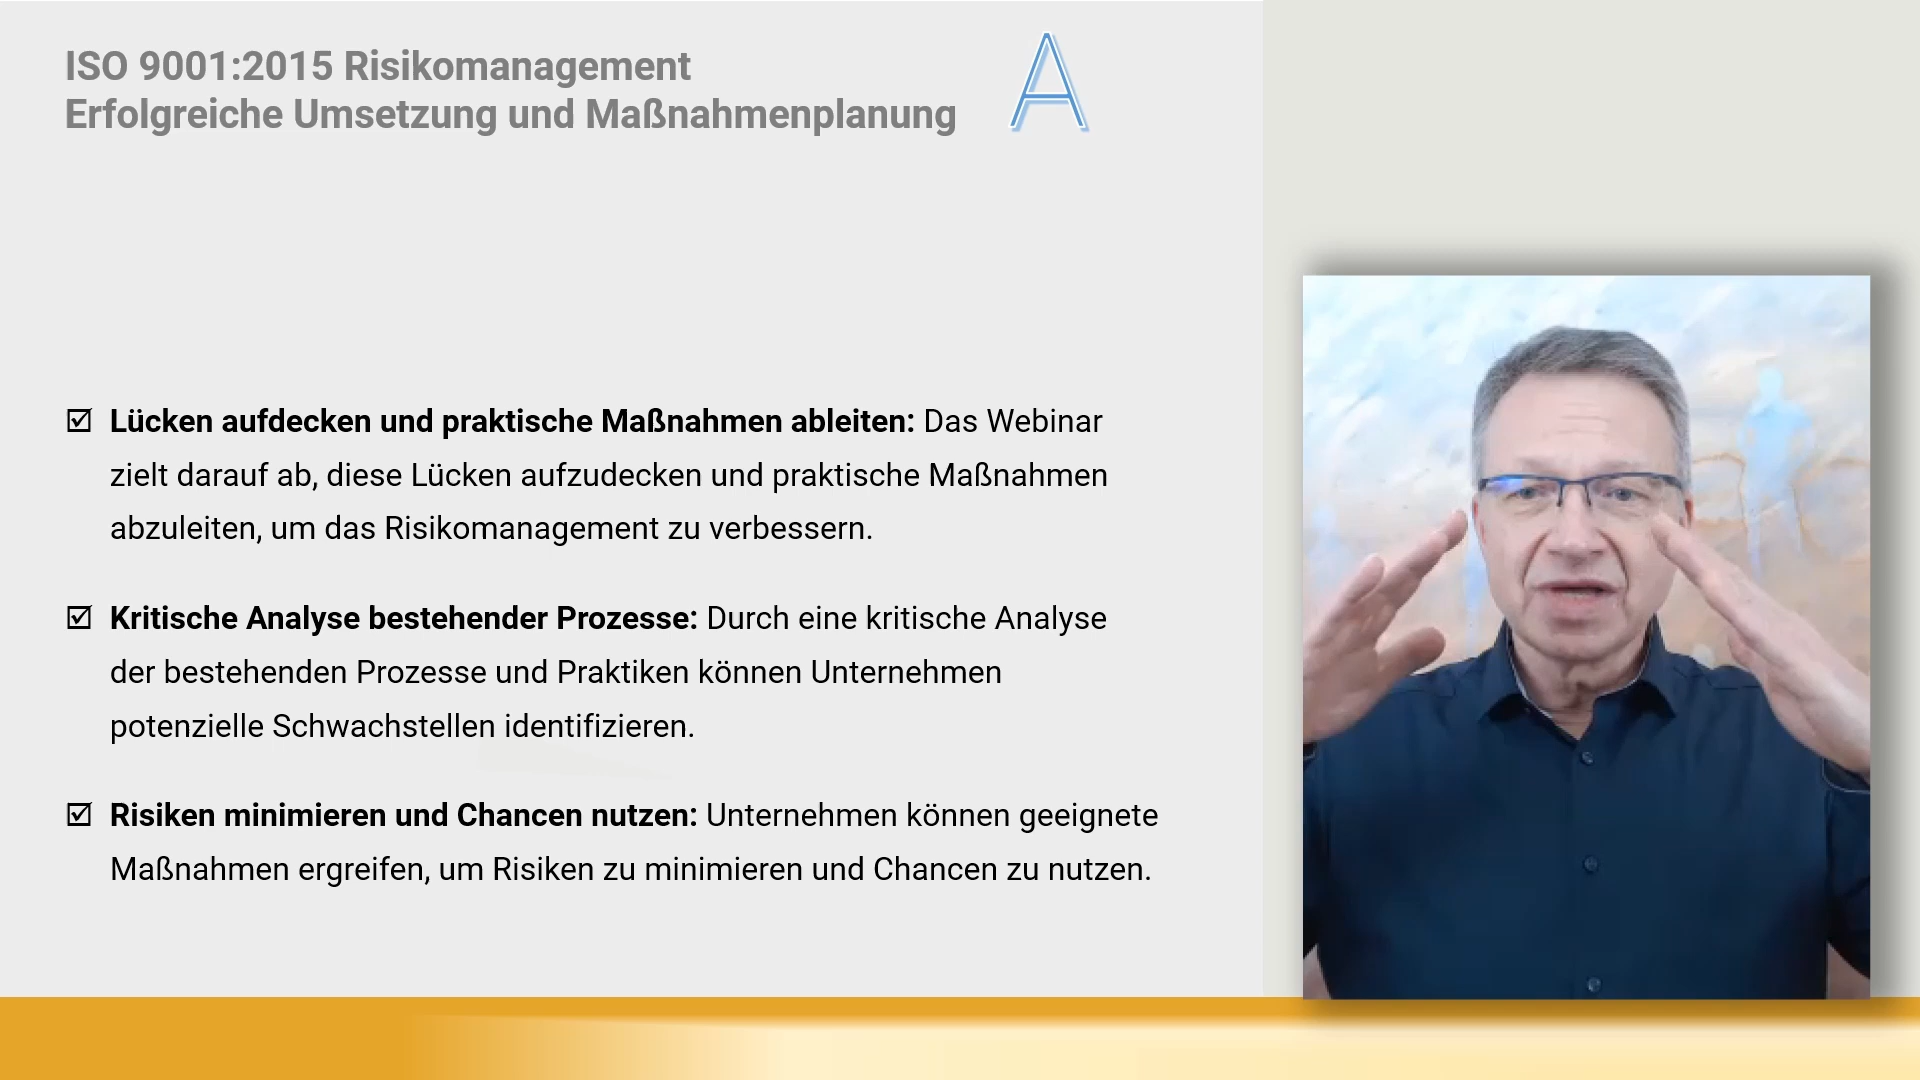 ISO 9001:2015 Risikomanagement
Erfolgreiche Umsetzung und Maßnahmenplanung
A
Lücken aufdecken und praktische Maßnahmen ableiten: Das Webinar
zielt darauf ab, diese Lücken aufzudecken und praktische Maßnahmen
abzuleiten, um das Risikomanagement zu verbessern.
Kritische Analyse bestehender Prozesse: Durch eine kritische Analyse
der bestehenden Prozesse und Praktiken können Unternehmen
potenzielle Schwachstellen identifizieren.
Risiken minimieren und Chancen nutzen: Unternehmen können geeignete
Maßnahmen ergreifen, um Risiken zu minimieren und Chancen zu nutzen.